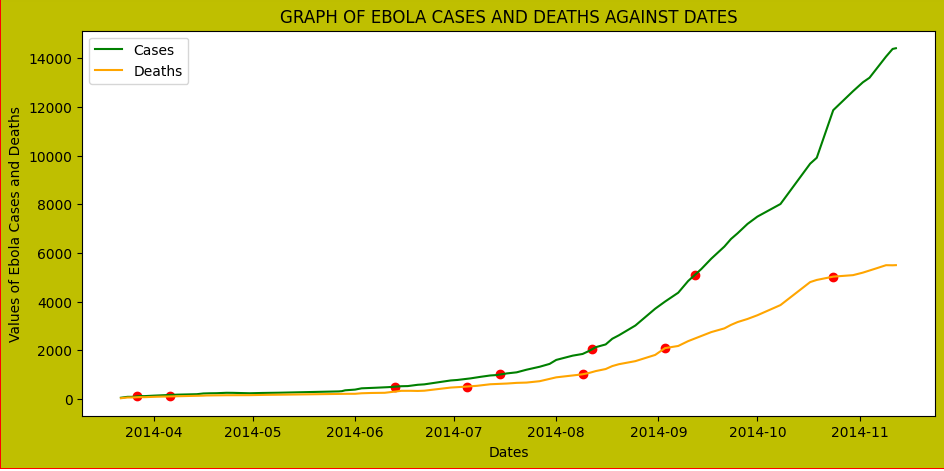 GRAPH OF EBOLA CASES AND DEATHS AGAINST DATES
Cases
Deaths
Values of Ebola Cases and Deaths
14000
12000
10000
8000
6000
4000
2000
0
2014-04 2014-05 2014-06 2014-07 2014-08 2014-09 2014-10 2014-11
Dates